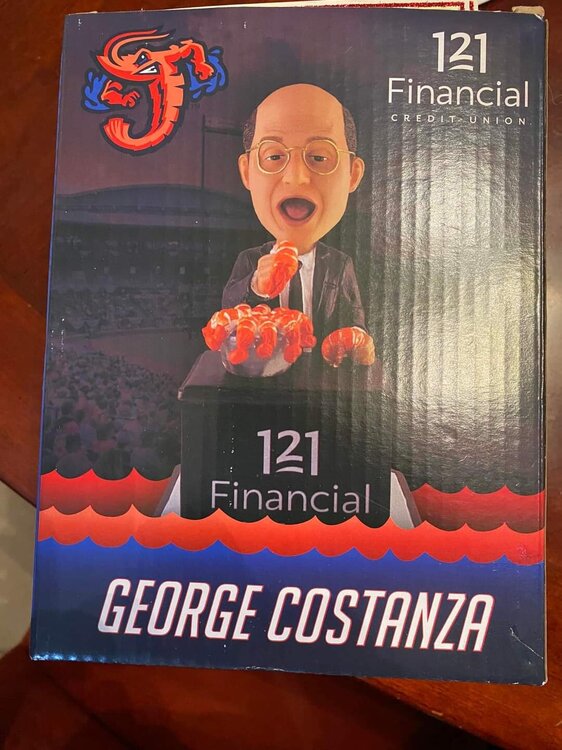 121
Financial
CREDIT UNION
121
Financial
GEORGE COSTANZA